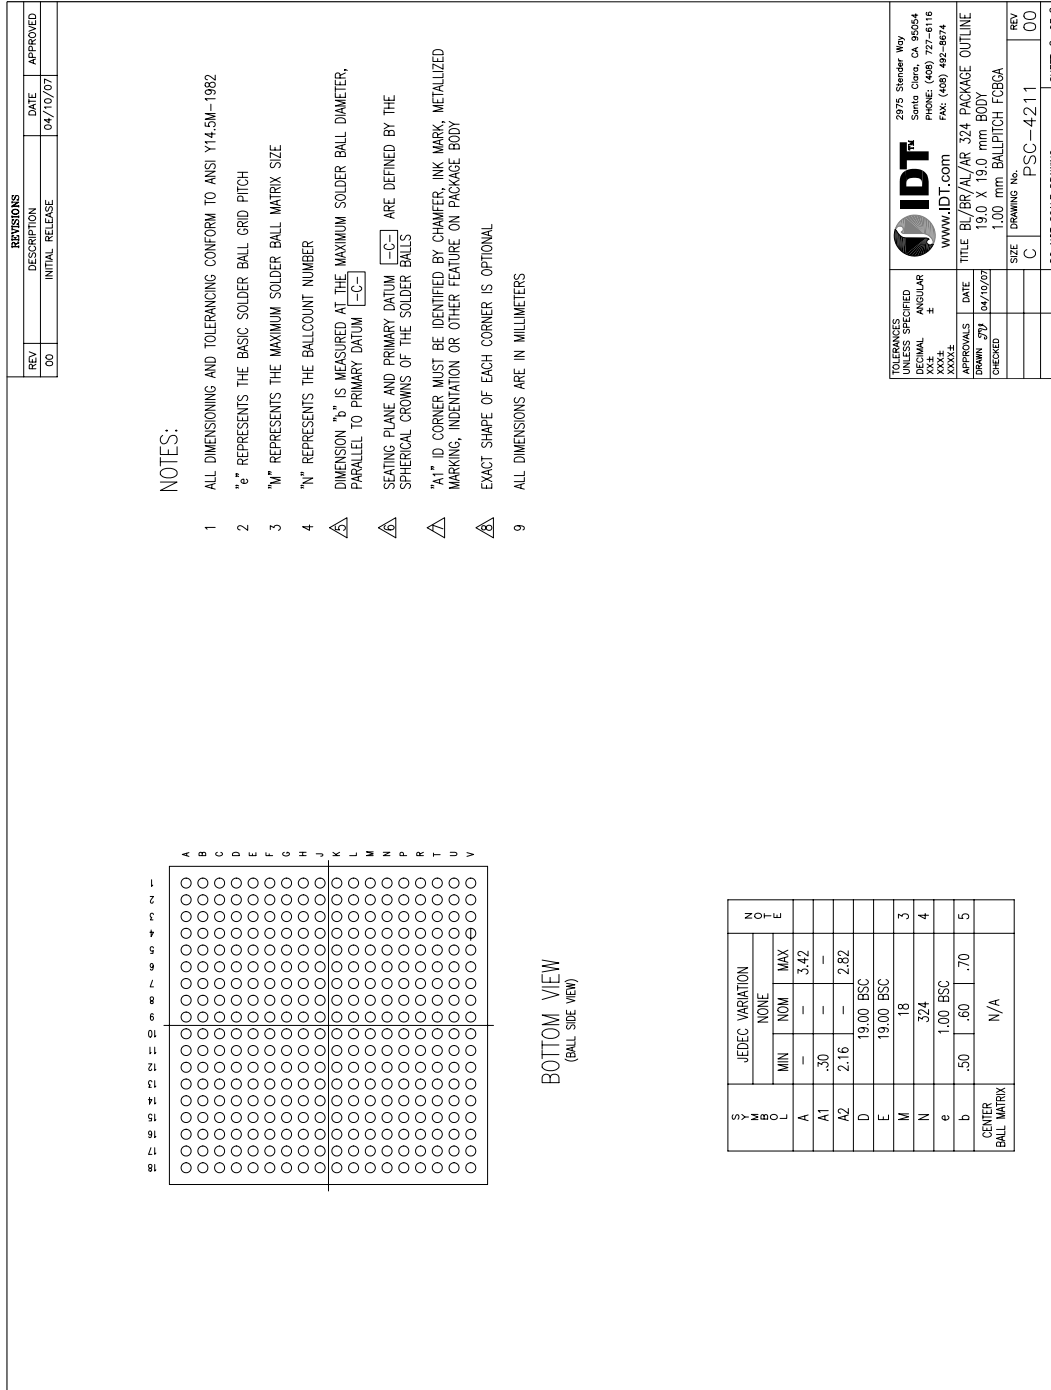 REVISIONS
REV DESCRIPTION DATE APPROVED
00 INITIAL RELEASE 04/10/07
NOTES:
1 ALL DIMENSIONING AND TOLERANCING CONFORM TO ANSI Y14.5M-1982
2 "e" REPRESENTS THE BASIC SOLDER BALL GRID PITCH
3 "M" REPRESENTS THE MAXIMUM SOLDER BALL MATRIX SIZE
4 "N" REPRESENTS THE BALLCOUNT NUMBER
5 DIMENSION "b" IS MEASURED AT THE MAXIMUM SOLDER BALL DIAMETER,
PARALLEL TO PRIMARY DATUM -C-
6 SEATING PLANE AND PRIMARY DATUM -C- ARE DEFINED BY THE
SPHERICAL CROWNS OF THE SOLDER BALLS
7 "A1" ID CORNER MUST BE IDENTIFIED BY CHAMFER, INK MARK, METALLIZED
MARKING, INDENTATION OR OTHER FEATURE ON PACKAGE BODY
8 EXACT SHAPE OF EACH CORNER IS OPTIONAL
9 ALL DIMENSIONS ARE IN MILLIMETERS
18 17 16 15 14 13 12 11 10 9 8 7 6 5 4 3 2 1
A
B
C
D
E
F
G
H
J
K
L
M
N
P
R
T
U
V
BOTTOM VIEW
(BALL SIDE VIEW)
SYMBOL JEDEC VARIATION NOTE
NONE
MIN NOM MAX
A - - 3.42
A1 .30 - -
A2 2.16 - 2.82
D 19.00 BSC
E 19.00 BSC
M 18 3
N 324 4
e 1.00 BSC
b .50 .60 .70 5
CENTER BALL MATRIX N/A
TOLERANCES
UNLESS SPECIFIED
DECIMAL ANGULAR
XX± ±
XXX±
XXXX±
APPROVALS DATE
DRAWN 04/10/07
CHECKED
IDT TM
www.IDT.com
2975 Stender Way
Santa Clara, CA 95054
PHONE: (408) 727-6116
FAX: (408) 492-8674
TITLE BL/BR/AL/AR 324 PACKAGE OUTLINE
19.0 X 19.0 mm BODY
1.00 mm BALLPITCH FCBGA
SIZE DRAWING No. REV
C PSC-4211 00